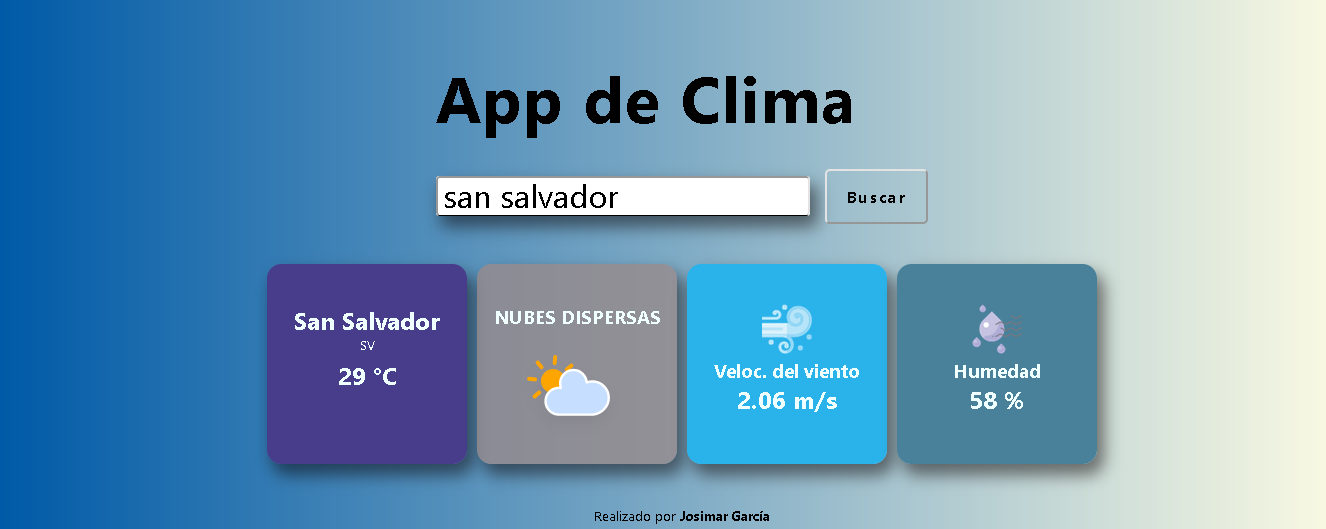 App de Clima
san salvador
Buscar
San Salvador
SV
29 °C
NUBES DISPERSAS
Veloc. del viento
2.06 m/s
Humedad
58 %
Realizado por Josimar García